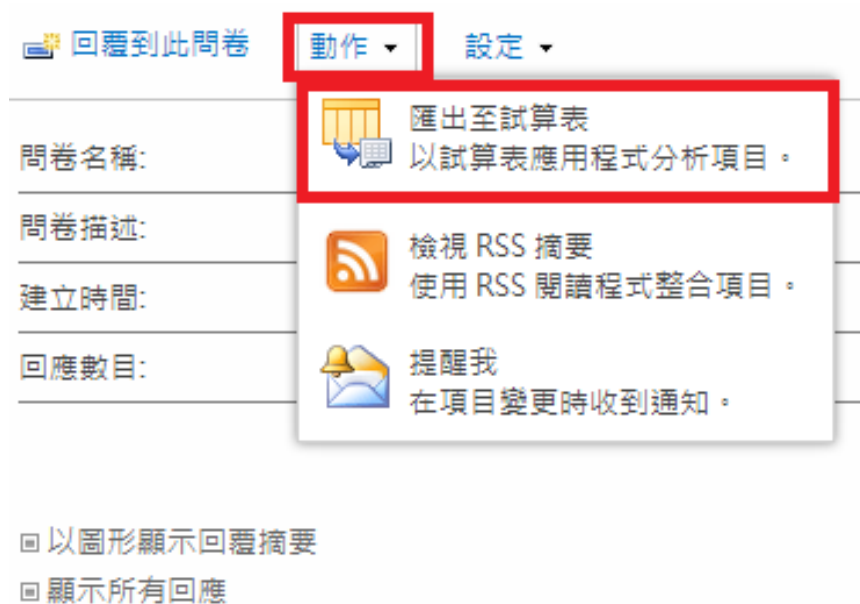 回覆到此問卷 動作 設定
匯出至試算表
以試算表應用程式分析項目。
問卷名稱:
問卷描述:
檢視 RSS 摘要
使用 RSS 閱讀程式整合項目。
建立時間:
回應數目:
提醒我
在項目變更時收到通知。
以圖形顯示回覆摘要
顯示所有回應